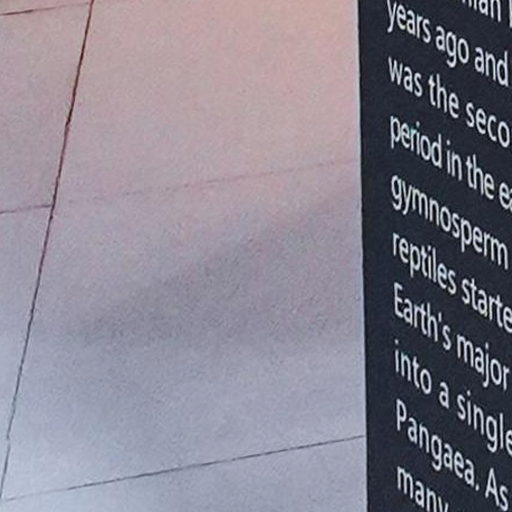 years ago and
was the seco
period in the
gymnosperm
reptiles starte
Earth's major
into a single
Pangaea. As
many